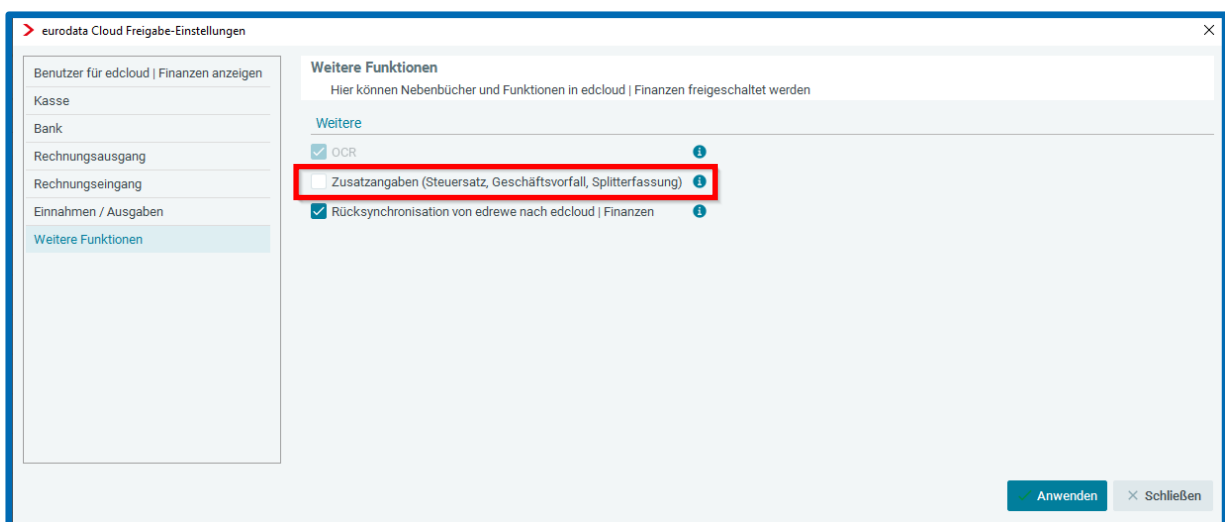 eurodata Cloud Freigabe-Einstellungen
Benutzer für edcloud | Finanzen anzeigen
Kasse
Bank
Rechnungsausgang
Rechnungseingang
Einnahmen / Ausgaben
Weitere Funktionen
Weitere Funktionen
Hier können Nebenbücher und Funktionen in edcloud | Finanzen freigeschaltet werden
Weitere
OCR
Zusatzangaben (Steuersatz, Geschäftsvorfall, Splitterfassung)
Rücksynchronisation von edrewe nach edcloud | Finanzen
Anwenden
Schließen